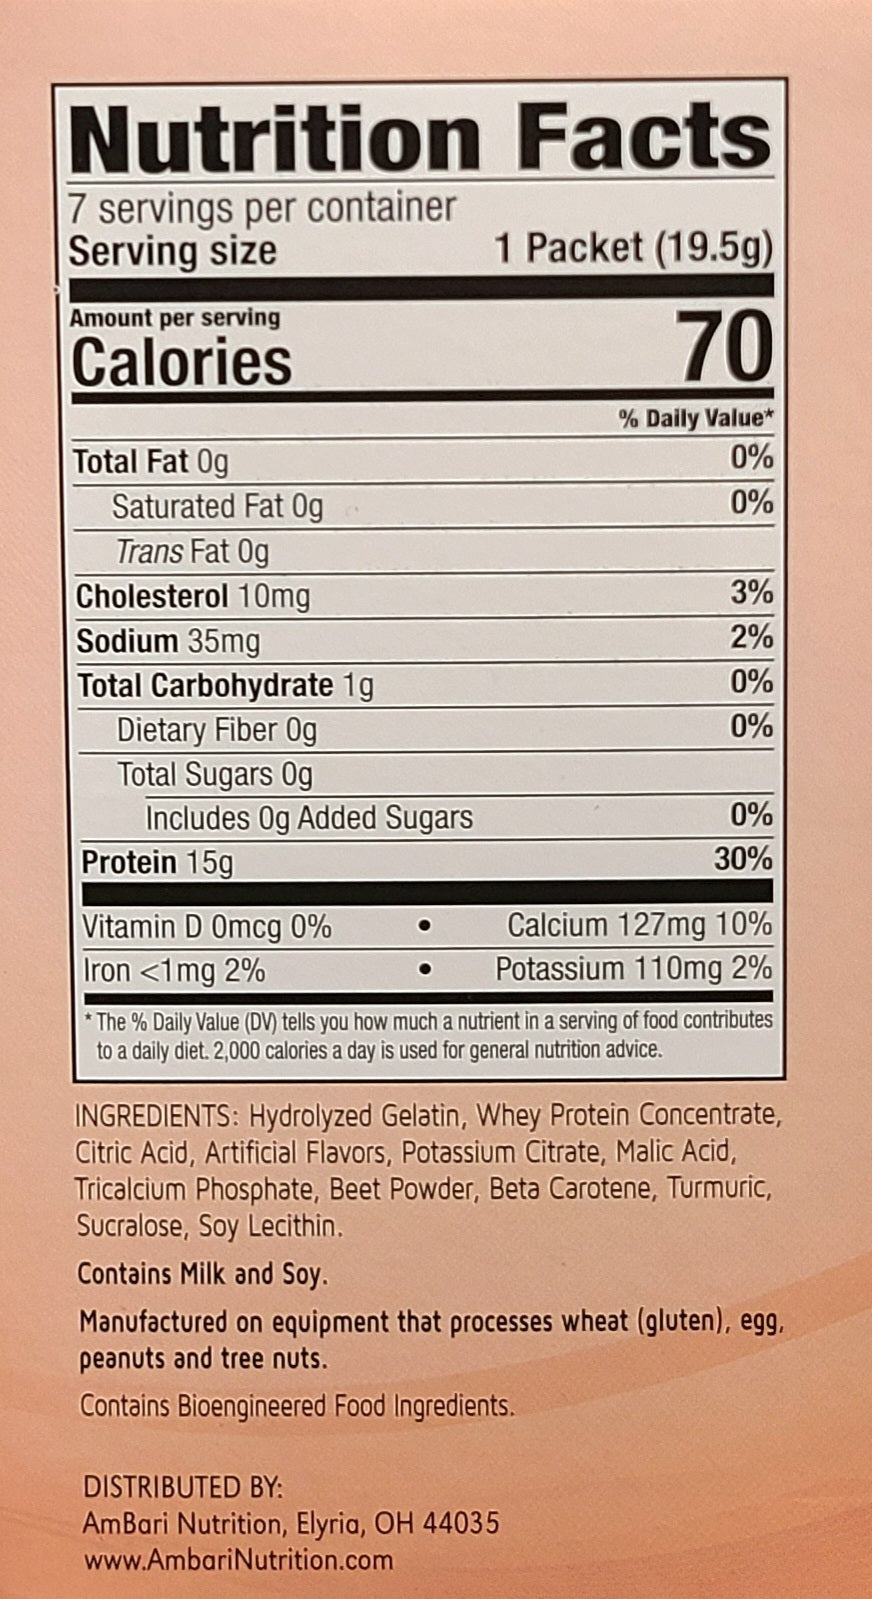 Nutrition Facts
7 servings per container
Serving size 1 Packet (19.5g)
Amount per serving
Calories 70
% Daily Value*
Total Fat 0g 0%
Saturated Fat 0g 0%
Trans Fat 0g
Cholesterol 10mg 3%
Sodium 35mg 2%
Total Carbohydrate 1g 0%
Dietary Fiber 0g 0%
Total Sugars 0g
Includes 0g Added Sugars 0%
Protein 15g 30%
Vitamin D 0mcg 0% • Calcium 127mg 10%
Iron <1mg 2% • Potassium 110mg 2%
* The % Daily Value (DV) tells you how much a nutrient in a serving of food contributes
to a daily diet. 2,000 calories a day is used for general nutrition advice.
INGREDIENTS: Hydrolyzed Gelatin, Whey Protein Concentrate,
Citric Acid, Artificial Flavors, Potassium Citrate, Malic Acid,
Tricalcium Phosphate, Beet Powder, Beta Carotene, Turmuric,
Sucralose, Soy Lecithin.
Contains Milk and Soy.
Manufactured on equipment that processes wheat (gluten), egg,
peanuts and tree nuts.
Contains Bioengineered Food Ingredients.
DISTRIBUTED BY:
AmBari Nutrition, Elyria, OH 44035
www.AmbariNutrition.com